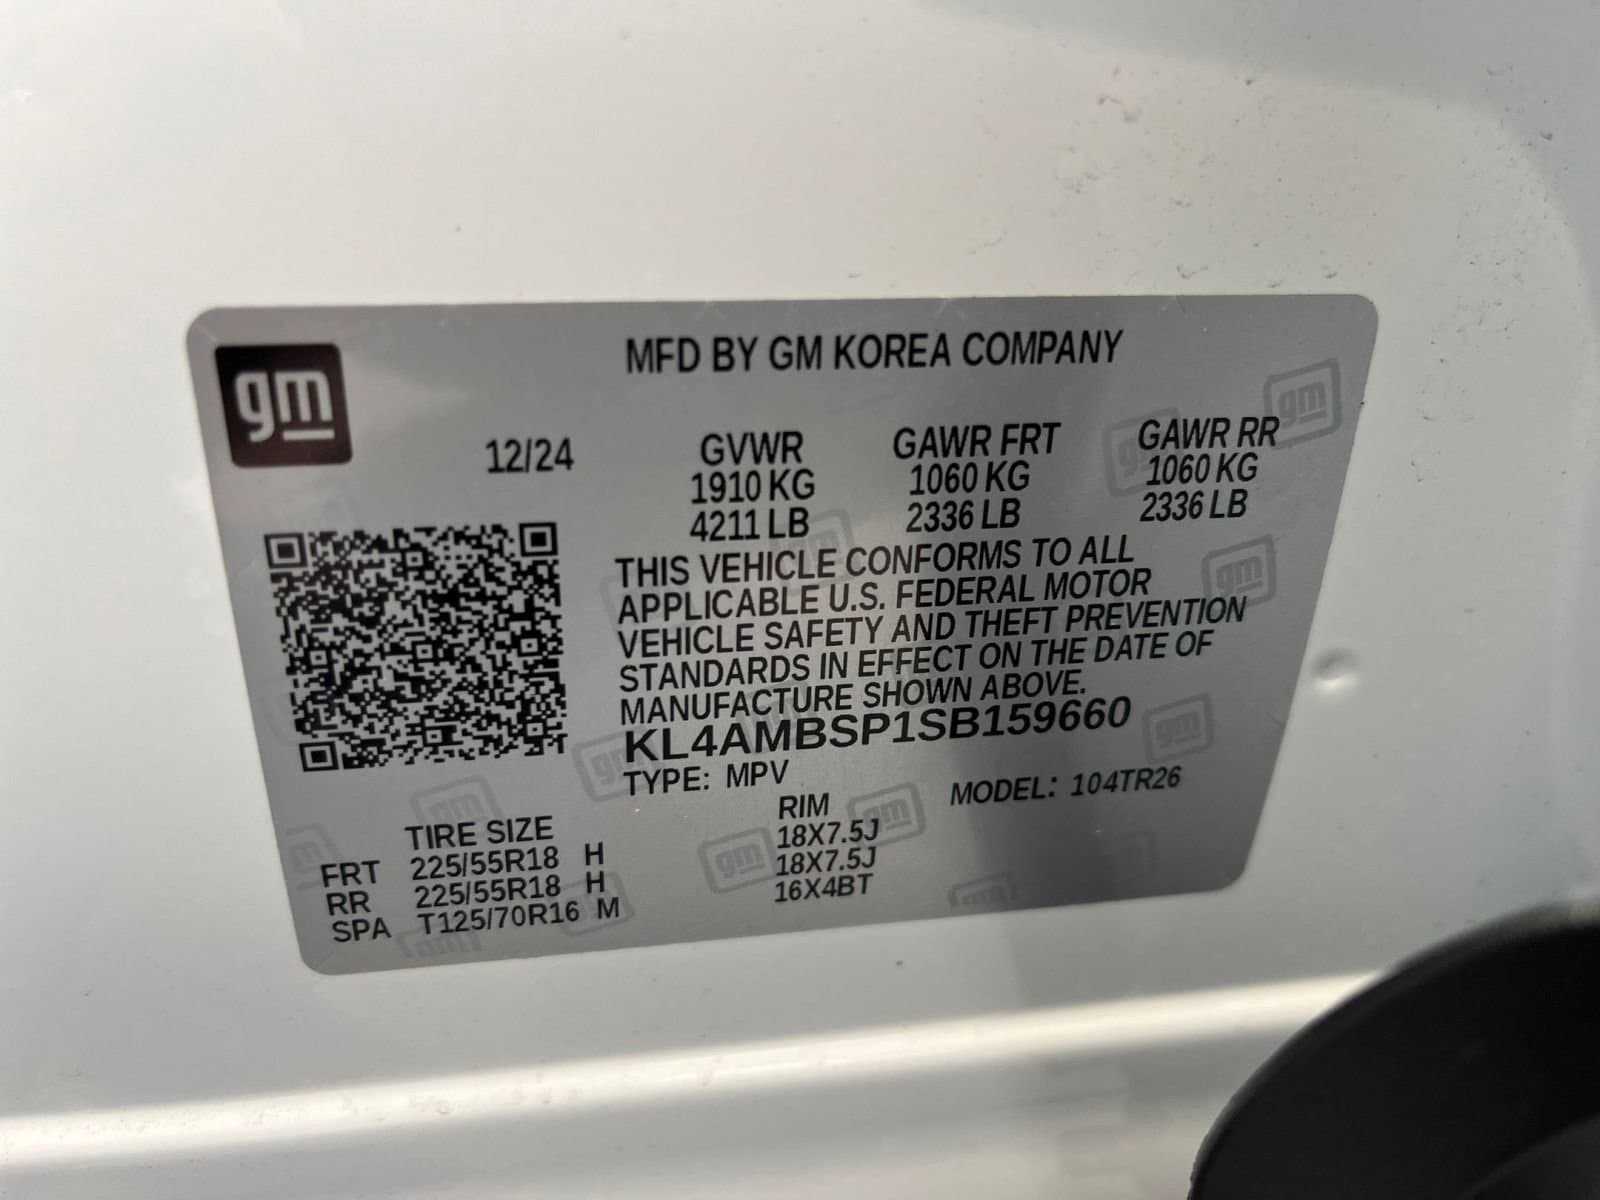 gm
MFD BY GM KOREA COMPANY
12/24 GVWR GAWR FRT GAWR RR
1910 KG 1060 KG 1060 KG
4211 LB 2336 LB 2336 LB
THIS VEHICLE CONFORMS TO ALL
APPLICABLE U.S. FEDERAL MOTOR
VEHICLE SAFETY AND THEFT PREVENTION
STANDARDS IN EFFECT ON THE DATE OF
MANUFACTURE SHOWN ABOVE.
KL4AMBSP1SB159660
TYPE: MPV MODEL: 104TR26
TIRE SIZE RIM
FRT 225/55R18 H 18X7.5J
RR 225/55R18 H 18X7.5J
SPA T125/70R16 M 16X4BT